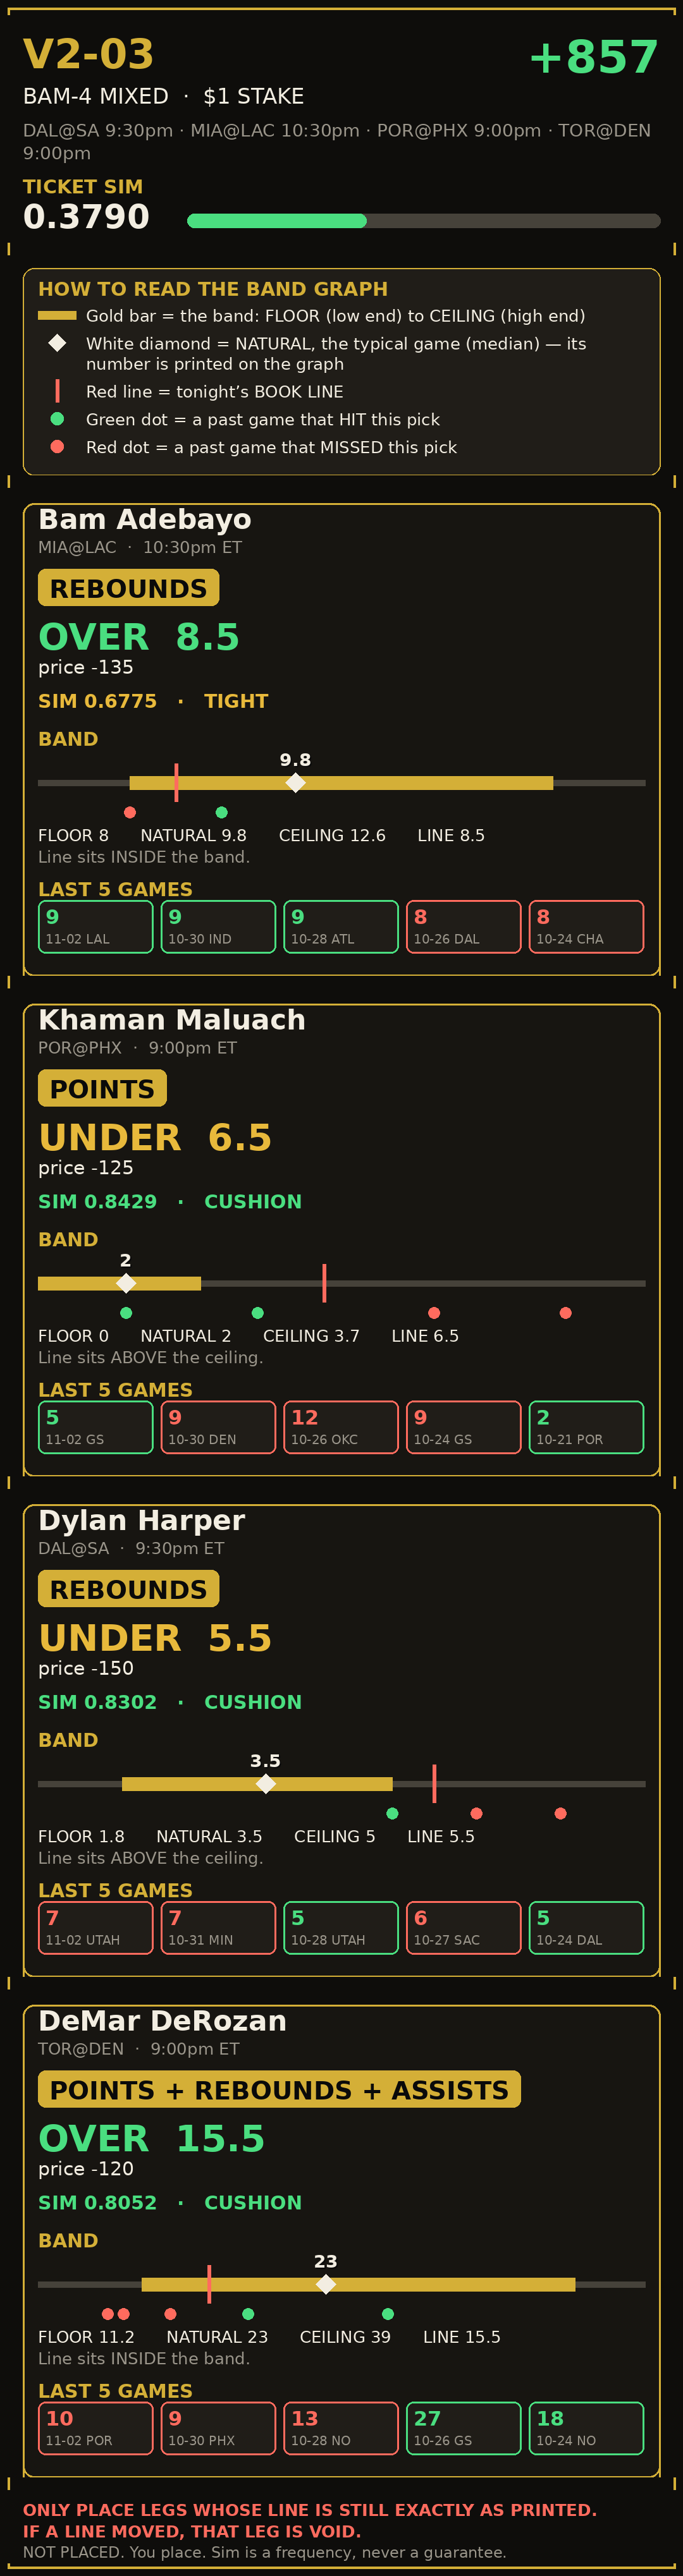 V2-03
+857
BAM-4 MIXED · $1 STAKE
DAL@SA 9:30pm · MIA@LAC 10:30pm · POR@PHX 9:00pm · TOR@DEN
9:00pm
TICKET SIM
0.3790
HOW TO READ THE BAND GRAPH
Gold bar = the band: FLOOR (low end) to CEILING (high end)
White diamond = NATURAL, the typical game (median) — its
number is printed on the graph
Red line = tonight’s BOOK LINE
Green dot = a past game that HIT this pick
Red dot = a past game that MISSED this pick
Bam Adebayo
MIA@LAC · 10:30pm ET
REBOUNDS
OVER 8.5
price -135
SIM 0.6775 · TIGHT
BAND
9.8
FLOOR 8 NATURAL 9.8 CEILING 12.6 LINE 8.5
Line sits INSIDE the band.
LAST 5 GAMES
9 9 9 8 8
11-02 LAL 10-30 IND 10-28 ATL 10-26 DAL 10-24 CHA
Khaman Maluach
POR@PHX · 9:00pm ET
POINTS
UNDER 6.5
price -125
SIM 0.8429 · CUSHION
BAND
2
FLOOR 0 NATURAL 2 CEILING 3.7 LINE 6.5
Line sits ABOVE the ceiling.
LAST 5 GAMES
5 9 12 9 2
11-02 GS 10-30 DEN 10-26 OKC 10-24 GS 10-21 POR
Dylan Harper
DAL@SA · 9:30pm ET
REBOUNDS
UNDER 5.5
price -150
SIM 0.8302 · CUSHION
BAND
3.5
FLOOR 1.8 NATURAL 3.5 CEILING 5 LINE 5.5
Line sits ABOVE the ceiling.
LAST 5 GAMES
7 7 5 6 5
11-02 UTAH 10-31 MIN 10-28 UTAH 10-27 SAC 10-24 DAL
DeMar DeRozan
TOR@DEN · 9:00pm ET
POINTS + REBOUNDS + ASSISTS
OVER 15.5
price -120
SIM 0.8052 · CUSHION
BAND
23
FLOOR 11.2 NATURAL 23 CEILING 39 LINE 15.5
Line sits INSIDE the band.
LAST 5 GAMES
10 9 13 27 18
11-02 POR 10-30 PHX 10-28 NO 10-26 GS 10-24 NO
ONLY PLACE LEGS WHOSE LINE IS STILL EXACTLY AS PRINTED.
IF A LINE MOVED, THAT LEG IS VOID.
NOT PLACED. You place. Sim is a frequency, never a guarantee.